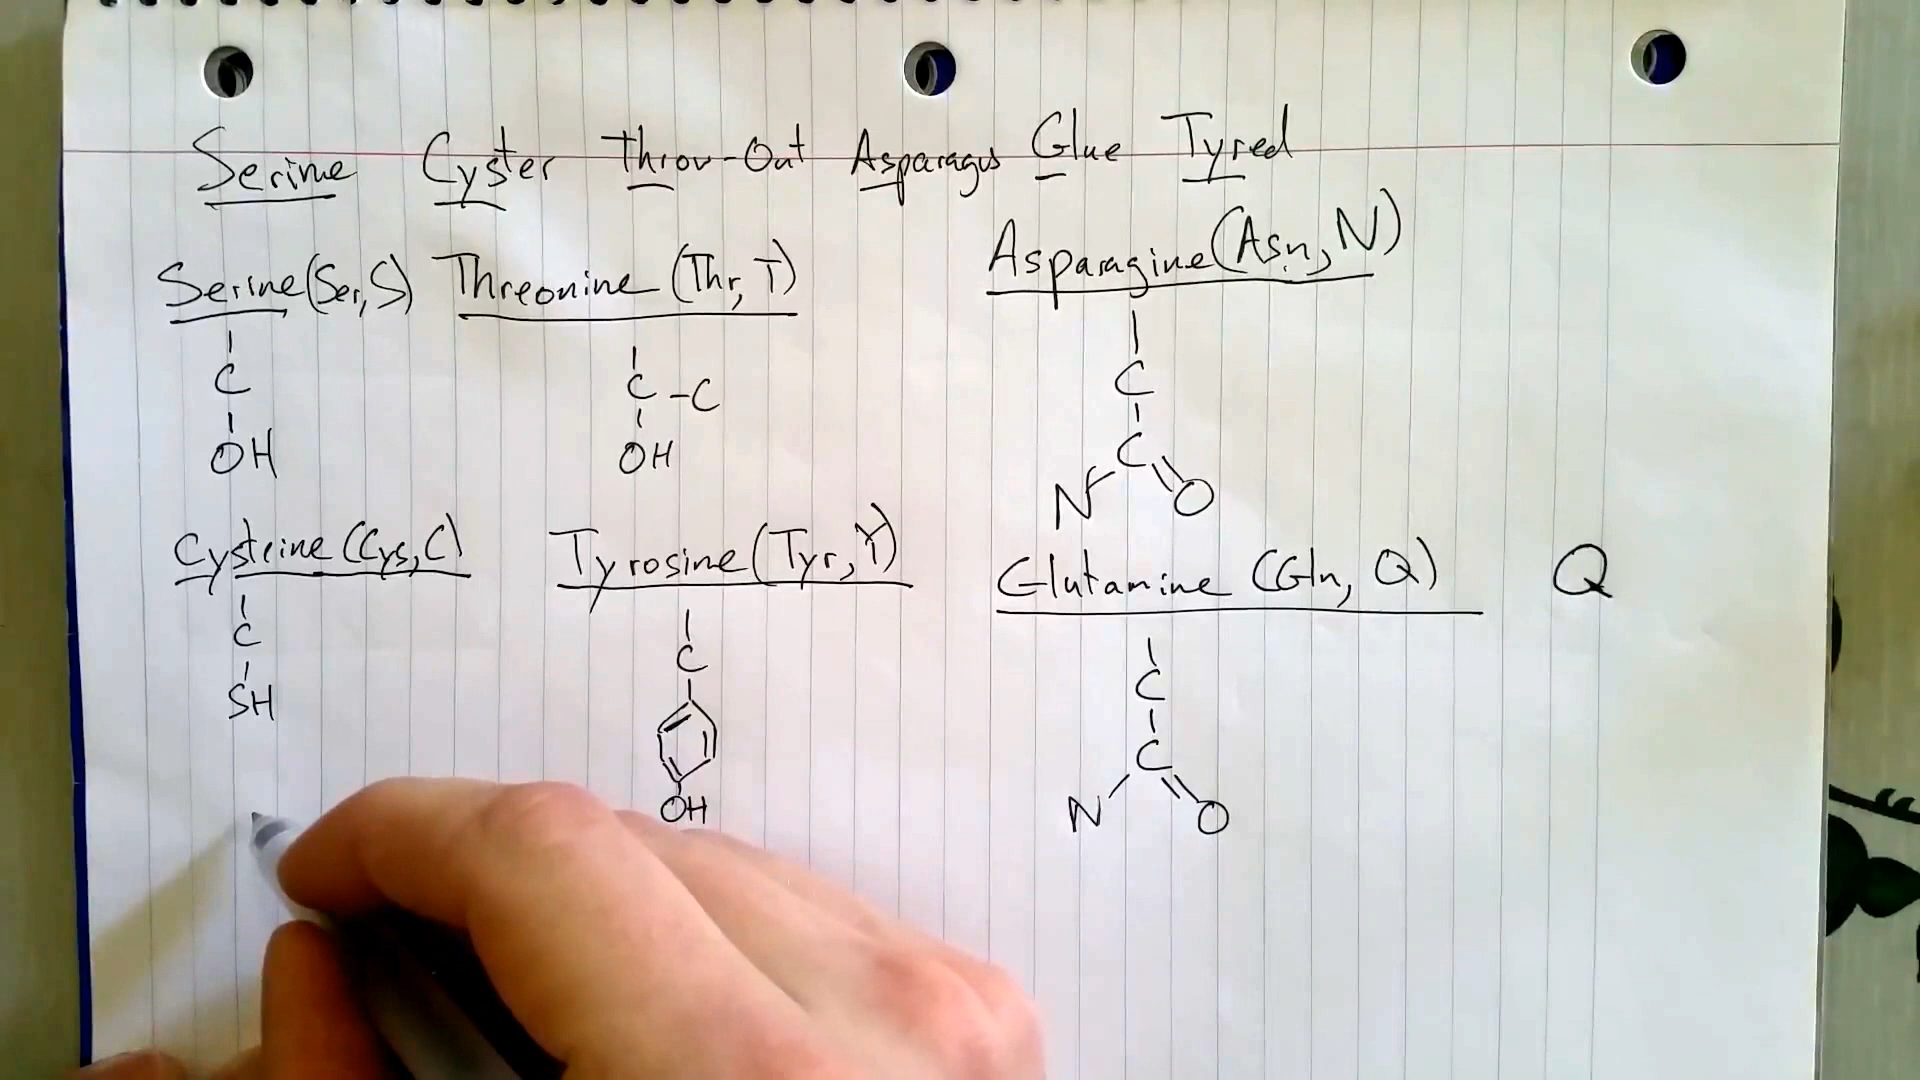 Serine Cyster Throw-Out Asparagus Glue Tyred
Serine (Ser, S) Threonine (Thr, T) Asparagine (Asn, N)
C
OH
C - C
OH
C
C
N O
Cysteine (Cys, C) Tyrosine (Tyr, Y) Glutamine (Gln, Q) Q
C
SH
C
OH
C
C
N O